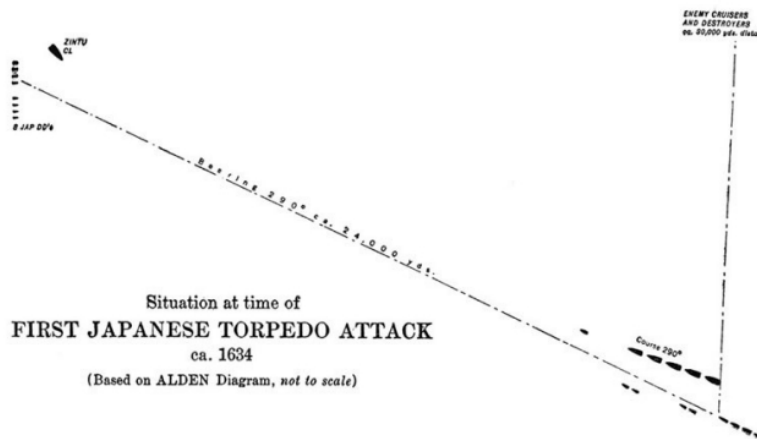 ZINTU
CL
8 JAP DD's
ENEMY CRUISERS
AND DESTROYERS
Bearing 290° ca. 24,000 yds.
Course 290°
Situation at time of
FIRST JAPANESE TORPEDO ATTACK
ca. 1634
(Based on ALDEN Diagram, not to scale)